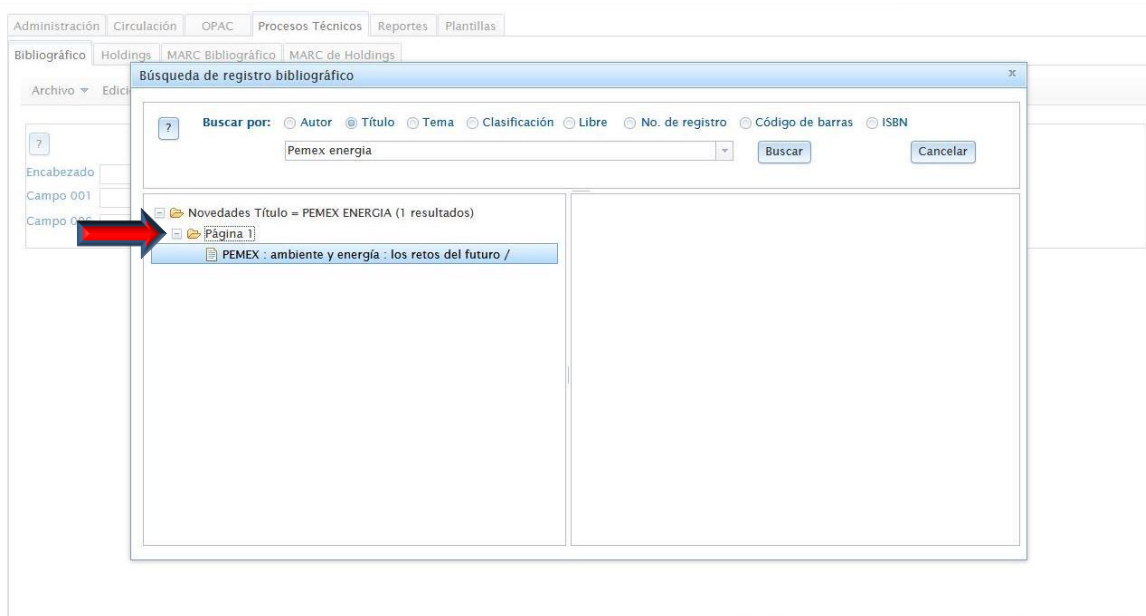 Administración Circulación OPAC Procesos Técnicos Reportes Plantillas
Bibliográfico Holdings MARC Bibliográfico MARC de Holdings
Búsqueda de registro bibliográfico x
Archivo Edici
? Buscar por: Autor Título Tema Clasificación Libre No. de registro Código de barras ISBN
?
Pemex energia Buscar Cancelar
Encabezado
Campo 001
Novedades Título = PEMEX ENERGIA (1 resultados)
Campo
Página 1
PEMEX : ambiente y energía : los retos del futuro /